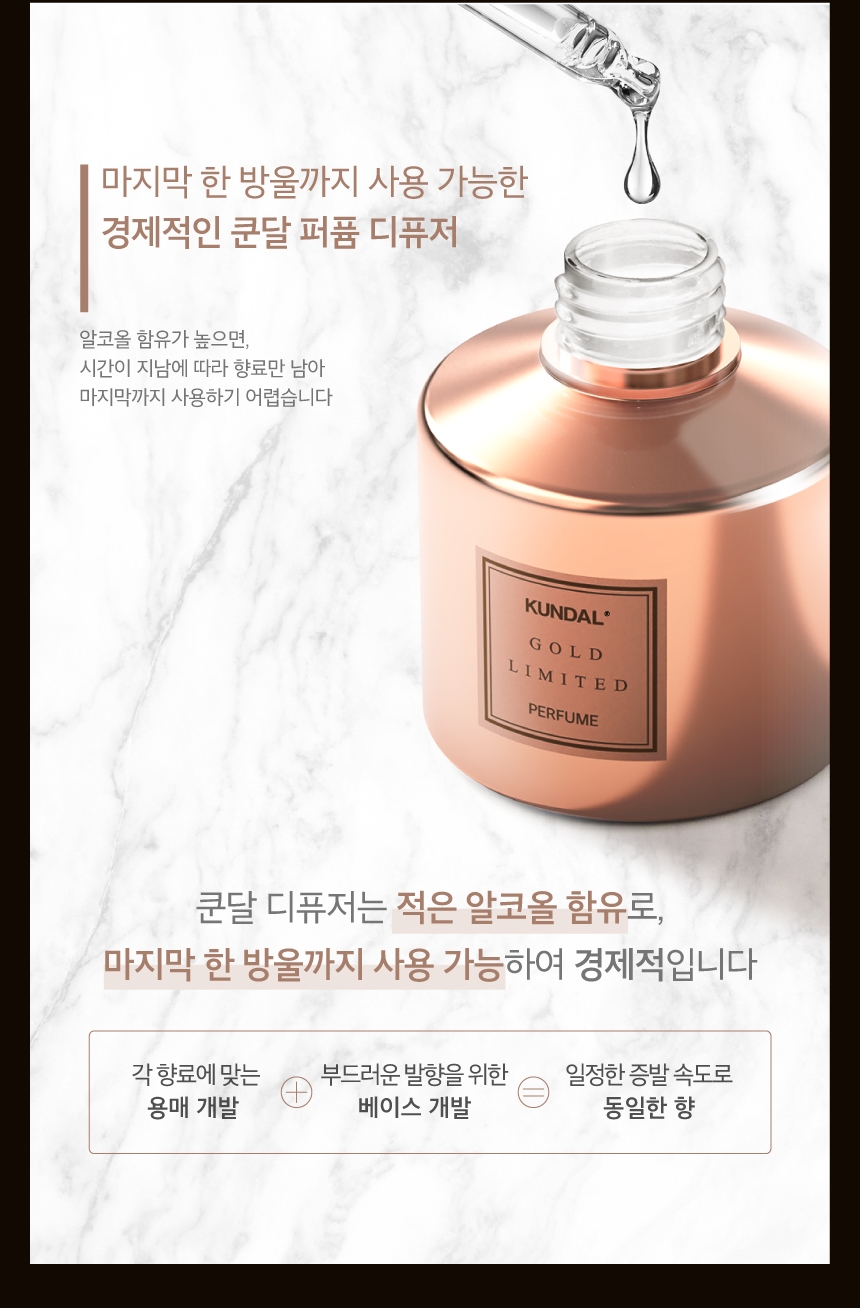 마지막 한 방울까지 사용 가능한
경제적인 쿤달 퍼퓸 디퓨저
알코올 함유가 높으면,
시간이 지남에 따라 향료만 남아
마지막까지 사용하기 어렵습니다
KUNDAL
GOLD
LIMITED
PERFUME
쿤달 디퓨저는 적은 알코올 함유로,
마지막 한 방울까지 사용 가능하여 경제적입니다
각 향료에 맞는
용매 개발
+
부드러운 발향을 위한
베이스 개발
=
일정한 증발 속도로
동일한 향